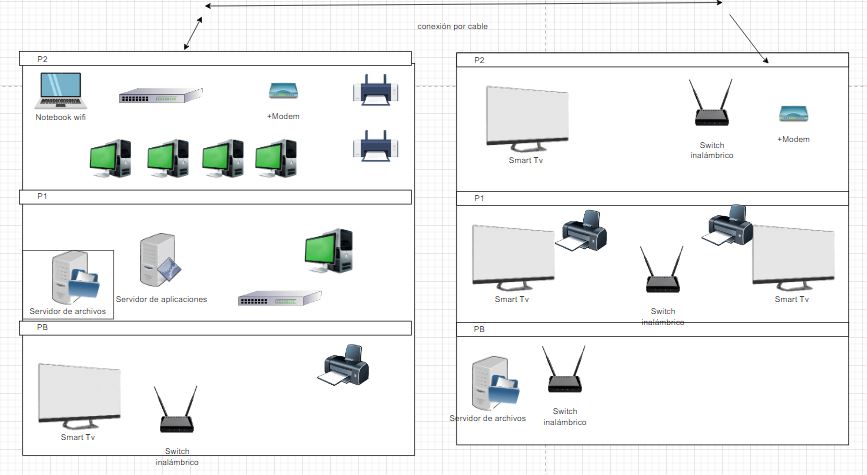 conexión por cable
P2
Notebook wifi
+Modem
P1
Servidor de archivos
Servidor de aplicaciones
PB
Smart Tv
Switch
inalámbrico
P2
Smart Tv
Switch
inalámbrico
+Modem
P1
Smart Tv
Switch
inalámbrico
Smart Tv
PB
Servidor de archivos
Switch
inalámbrico